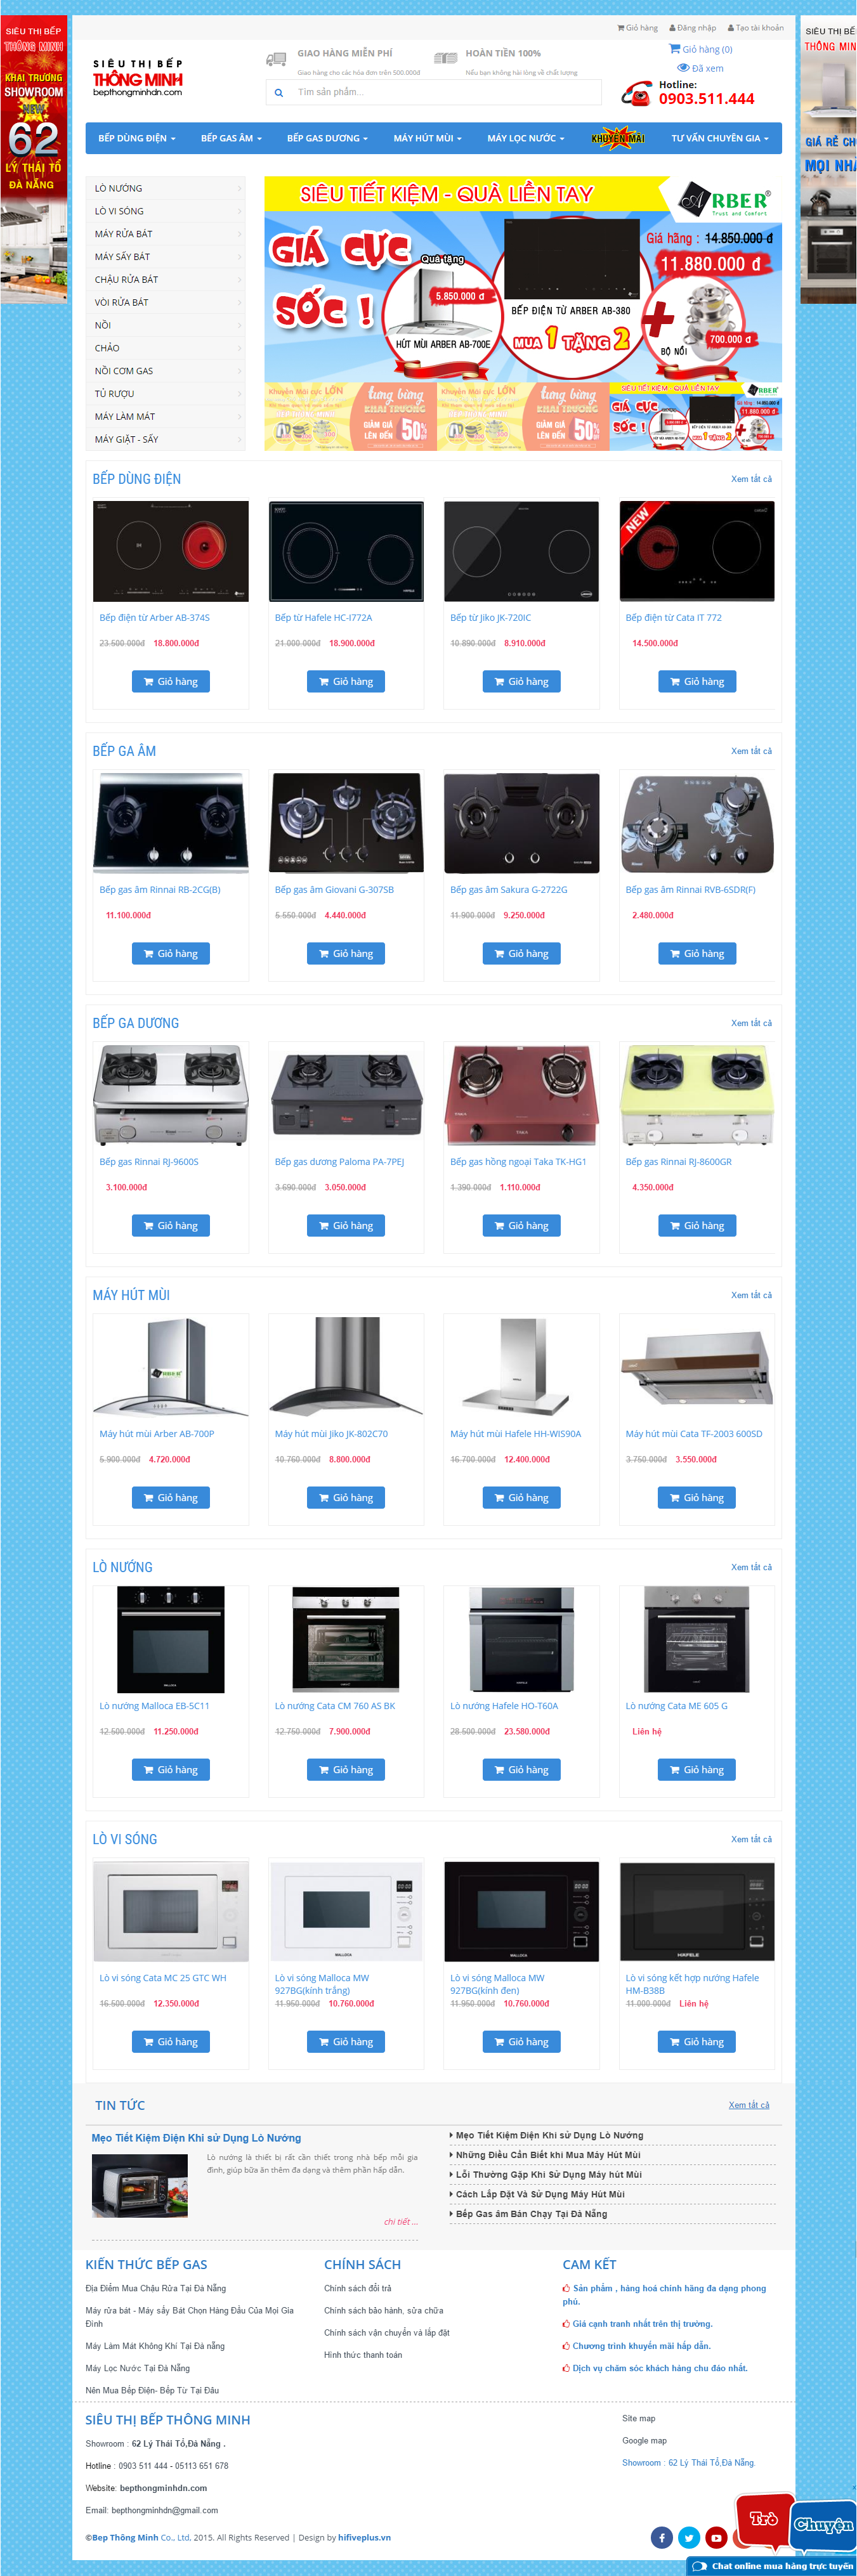 Giỏ hàng Đăng nhập Tạo tài khoản
SIÊU THỊ BẾP
THÔNG MINH
KHAI TRƯƠNG
SHOWROOM
NEW
62
LÝ THÁI TỔ
ĐÀ NẴNG
SIÊU THỊ BẾP
THÔNG MINH
bepthongminhdn.com
GIAO HÀNG MIỄN PHÍ
Giao hàng cho các hóa đơn trên 500.000đ
HOÀN TIỀN 100%
Nếu bạn không hài lòng về chất lượng
Tìm sản phẩm...
Giỏ hàng (0)
Đã xem
Hotline:
0903.511.444
BẾP DÙNG ĐIỆN BẾP GAS ÂM BẾP GAS DƯƠNG MÁY HÚT MÙI MÁY LỌC NƯỚC KHUYẾN MÃI TƯ VẤN CHUYÊN GIA
LÒ NƯỚNG
LÒ VI SÓNG
MÁY RỬA BÁT
MÁY SẤY BÁT
CHẬU RỬA BÁT
VÒI RỬA BÁT
NỒI
CHẢO
NỒI CƠM GAS
TỦ RƯỢU
MÁY LÀM MÁT
MÁY GIẶT - SẤY
SIÊU TIẾT KIỆM - QUÀ LIỀN TAY
ARBER
Trust and Comfort
GIÁ CỰC
SỐC !
Quà tặng
5.850.000 đ
HÚT MÙI ARBER AB-700E
Giá hãng : 14.850.000 đ
11.880.000 đ
BẾP ĐIỆN TỪ ARBER AB-380
MUA 1 TẶNG 2
700.000 đ
BỘ NỒI
Khuyến Mãi cực LỚN
tưng bừng
KHAI TRƯƠNG
GIẢM GIÁ
LÊN ĐẾN 50%
Khuyến Mãi cực LỚN
tưng bừng
KHAI TRƯƠNG
GIẢM GIÁ
LÊN ĐẾN 50%
SIÊU TIẾT KIỆM - QUÀ LIỀN TAY
BẾP DÙNG ĐIỆN Xem tất cả
Bếp điện từ Arber AB-374S
23.500.000đ 18.800.000đ
Giỏ hàng
Bếp từ Hafele HC-I772A
21.000.000đ 18.900.000đ
Giỏ hàng
Bếp từ Jiko JK-720IC
10.890.000đ 8.910.000đ
Giỏ hàng
NEW
Bếp điện từ Cata IT 772
14.500.000đ
Giỏ hàng
BẾP GA ÂM Xem tất cả
Bếp gas âm Rinnai RB-2CG(B)
11.100.000đ
Giỏ hàng
Bếp gas âm Giovani G-307SB
5.550.000đ 4.440.000đ
Giỏ hàng
Bếp gas âm Sakura G-2722G
11.900.000đ 9.250.000đ
Giỏ hàng
Bếp gas âm Rinnai RVB-6SDR(F)
2.480.000đ
Giỏ hàng
BẾP GA DƯƠNG Xem tất cả
Bếp gas Rinnai RJ-9600S
3.100.000đ
Giỏ hàng
Bếp gas dương Paloma PA-7PEJ
3.690.000đ 3.050.000đ
Giỏ hàng
Bếp gas hồng ngoại Taka TK-HG1
1.390.000đ 1.110.000đ
Giỏ hàng
Bếp gas Rinnai RJ-8600GR
4.350.000đ
Giỏ hàng
MÁY HÚT MÙI Xem tất cả
Máy hút mùi Arber AB-700P
5.900.000đ 4.720.000đ
Giỏ hàng
Máy hút mùi Jiko JK-802C70
10.760.000đ 8.800.000đ
Giỏ hàng
Máy hút mùi Hafele HH-WIS90A
16.700.000đ 12.400.000đ
Giỏ hàng
Máy hút mùi Cata TF-2003 600SD
3.750.000đ 3.550.000đ
Giỏ hàng
LÒ NƯỚNG Xem tất cả
Lò nướng Malloca EB-5C11
12.500.000đ 11.250.000đ
Giỏ hàng
Lò nướng Cata CM 760 AS BK
12.750.000đ 7.900.000đ
Giỏ hàng
Lò nướng Hafele HO-T60A
28.500.000đ 23.580.000đ
Giỏ hàng
Lò nướng Cata ME 605 G
Liên hệ
Giỏ hàng
LÒ VI SÓNG Xem tất cả
Lò vi sóng Cata MC 25 GTC WH
16.500.000đ 12.350.000đ
Giỏ hàng
Lò vi sóng Malloca MW
927BG(kính trắng)
11.950.000đ 10.760.000đ
Giỏ hàng
Lò vi sóng Malloca MW
927BG(kính đen)
11.950.000đ 10.760.000đ
Giỏ hàng
Lò vi sóng kết hợp nướng Hafele
HM-B38B
11.000.000đ Liên hệ
Giỏ hàng
TIN TỨC Xem tất cả
Mẹo Tiết Kiệm Điện Khi sử Dụng Lò Nướng
Lò nướng là thiết bị rất cần thiết trong nhà bếp mỗi gia
đình, giúp bữa ăn thêm đa dạng và thêm phần hấp dẫn.
chi tiết ...
Mẹo Tiết Kiệm Điện Khi sử Dụng Lò Nướng
Những Điều Cần Biết khi Mua Máy Hút Mùi
Lỗi Thường Gặp Khi Sử Dụng Máy hút Mùi
Cách Lắp Đặt Và Sử Dụng Máy Hút Mùi
Bếp Gas âm Bán Chạy Tại Đà Nẵng
KIẾN THỨC BẾP GAS
Địa Điểm Mua Chậu Rửa Tại Đà Nẵng
Máy rửa bát - Máy sấy Bát Chọn Hàng Đầu Của Mọi Gia
Đình
Máy Làm Mát Không Khí Tại Đà nẵng
Máy Lọc Nước Tại Đà Nẵng
Nên Mua Bếp Điện- Bếp Từ Tại Đâu
CHÍNH SÁCH
Chính sách đổi trả
Chính sách bảo hành, sửa chữa
Chính sách vận chuyển và lắp đặt
Hình thức thanh toán
CAM KẾT
Sản phẩm , hàng hoá chính hãng đa dạng phong
phú.
Giá cạnh tranh nhất trên thị trường.
Chương trình khuyến mãi hấp dẫn.
Dịch vụ chăm sóc khách hàng chu đáo nhất.
SIÊU THỊ BẾP THÔNG MINH
Showroom : 62 Lý Thái Tổ,Đà Nẵng .
Hotline : 0903 511 444 - 05113 651 678
Website: bepthongminhdn.com
Email: bepthongminhdn@gmail.com
Site map
Google map
Showroom : 62 Lý Thái Tổ,Đà Nẵng.
©Bep Thông Minh Co., Ltd, 2015. All Rights Reserved | Design by hifiveplus.vn
Trò Chuyện
Chat online mua hàng trực tuyến